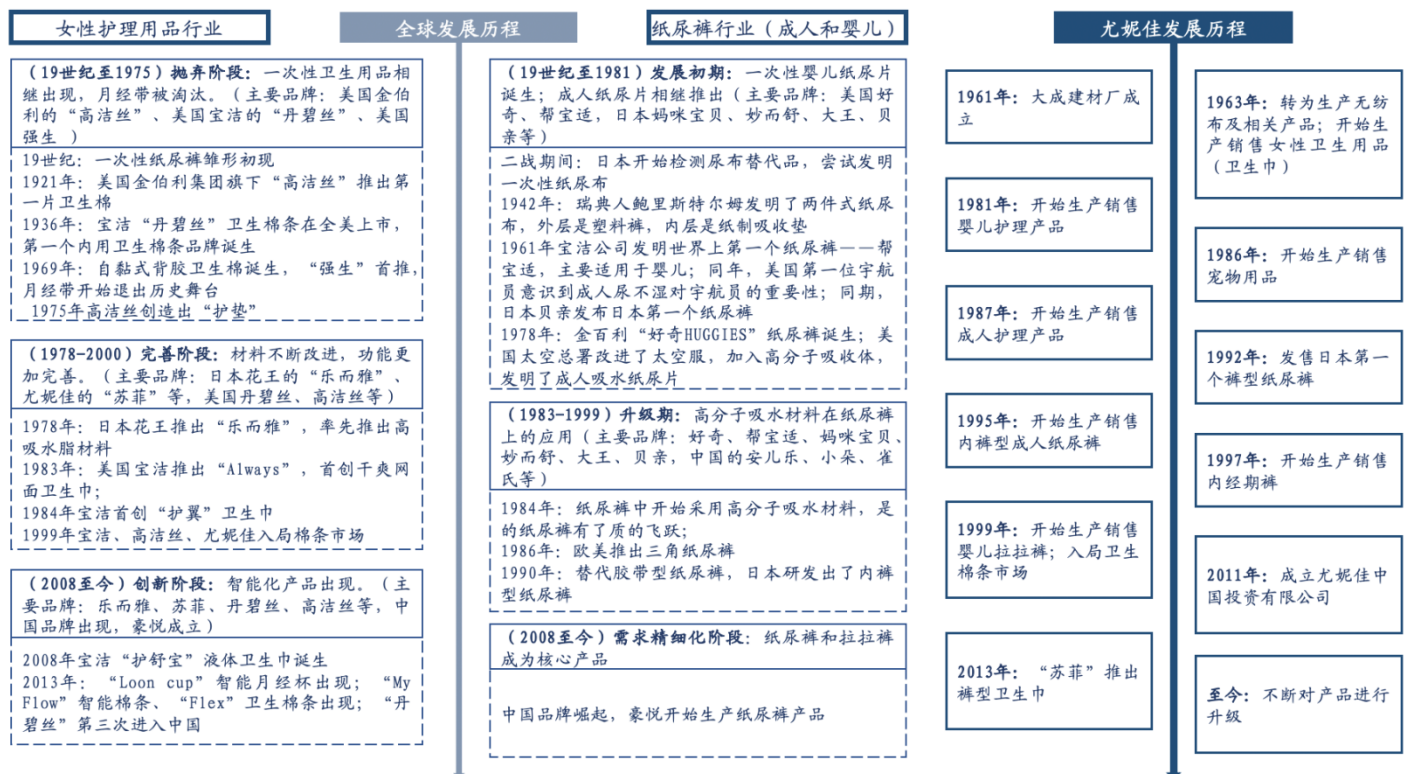 女性护理用品行业
全球发展历程
纸尿裤行业（成人和婴儿）
尤妮佳发展历程
（19世纪至1975）抛弃阶段：一次性卫生用品相
继出现，月经带被淘汰。（主要品牌：美国金伯
利的“高洁丝”、美国宝洁的“丹碧丝”、美国
强生 ）
19世纪：一次性纸尿裤雏形初现
1921年：美国金伯利集团旗下“高洁丝”推出第
一片卫生棉
1936年：宝洁“丹碧丝”卫生棉条在全美上市，
第一个内用卫生棉条品牌诞生
1969年：自黏式背胶卫生棉诞生，“强生”首推，
月经带开始退出历史舞台
1975年高洁丝创造出“护垫”
（1978-2000）完善阶段：材料不断改进，功能更
加完善。（主要品牌：日本花王的“乐而雅”、
尤妮佳的“苏菲”等，美国丹碧丝、高洁丝等）
1978年：日本花王推出“乐而雅”，率先推出高
吸水脂材料
1983年：美国宝洁推出“Always”，首创干爽网
面卫生巾；
1984年宝洁首创“护翼”卫生巾
1999年宝洁、高洁丝、尤妮佳入局棉条市场
（2008至今）创新阶段：智能化产品出现。（主
要品牌：乐而雅、苏菲、丹碧丝、高洁丝等，中
国品牌出现，豪悦成立）
2008年宝洁“护舒宝”液体卫生巾诞生
2013年：“Loon cup”智能月经杯出现；“My
Flow”智能棉条、“Flex”卫生棉条出现；“丹
碧丝”第三次进入中国
（19世纪至1981）发展初期：一次性婴儿纸尿片
诞生；成人纸尿片相继推出（主要品牌：美国好
奇、帮宝适，日本妈咪宝贝、妙而舒、大王、贝
亲等）
二战期间：日本开始检测尿布替代品，尝试发明
一次性纸尿布
1942年：瑞典人鲍里斯特尔姆发明了两件式纸尿
布，外层是塑料裤，内层是纸制吸收垫
1961年宝洁公司发明世界上第一个纸尿裤——帮
宝适，主要适用于婴儿；同年，美国第一位宇航
员意识到成人尿不湿对宇航员的重要性；同期，
日本贝亲发布日本第一个纸尿裤
1978年：金百利“好奇HUGGIES”纸尿裤诞生；美
国太空总署改进了太空服，加入高分子吸收体，
发明了成人吸水纸尿片
（1983-1999）升级期：高分子吸水材料在纸尿裤
上的应用（主要品牌：好奇、帮宝适、妈咪宝贝、
妙而舒、大王、贝亲，中国的安儿乐、小朵、雀
氏等）
1984年：纸尿裤中开始采用高分子吸水材料，是
的纸尿裤有了质的飞跃；
1986年：欧美推出三角纸尿裤
1990年：替代胶带型纸尿裤，日本研发出了内裤
型纸尿裤
（2008至今）需求精细化阶段：纸尿裤和拉拉裤
成为核心产品
中国品牌崛起，豪悦开始生产纸尿裤产品
1961年：大成建材厂成
立
1963年：转为生产无纺
布及相关产品；开始生
产销售女性卫生用品
（卫生巾）
1981年：开始生产销售
婴儿护理产品
1986年：开始生产销售
宠物用品
1987年：开始生产销售
成人护理产品
1992年：发售日本第一
个裤型纸尿裤
1995年：开始生产销售
内裤型成人纸尿裤
1997年：开始生产销售
内经期裤
1999年：开始生产销售
婴儿拉拉裤；入局卫生
棉条市场
2011年：成立尤妮佳中
国投资有限公司
2013年：“苏菲”推出
裤型卫生巾
至今：不断对产品进行
升级